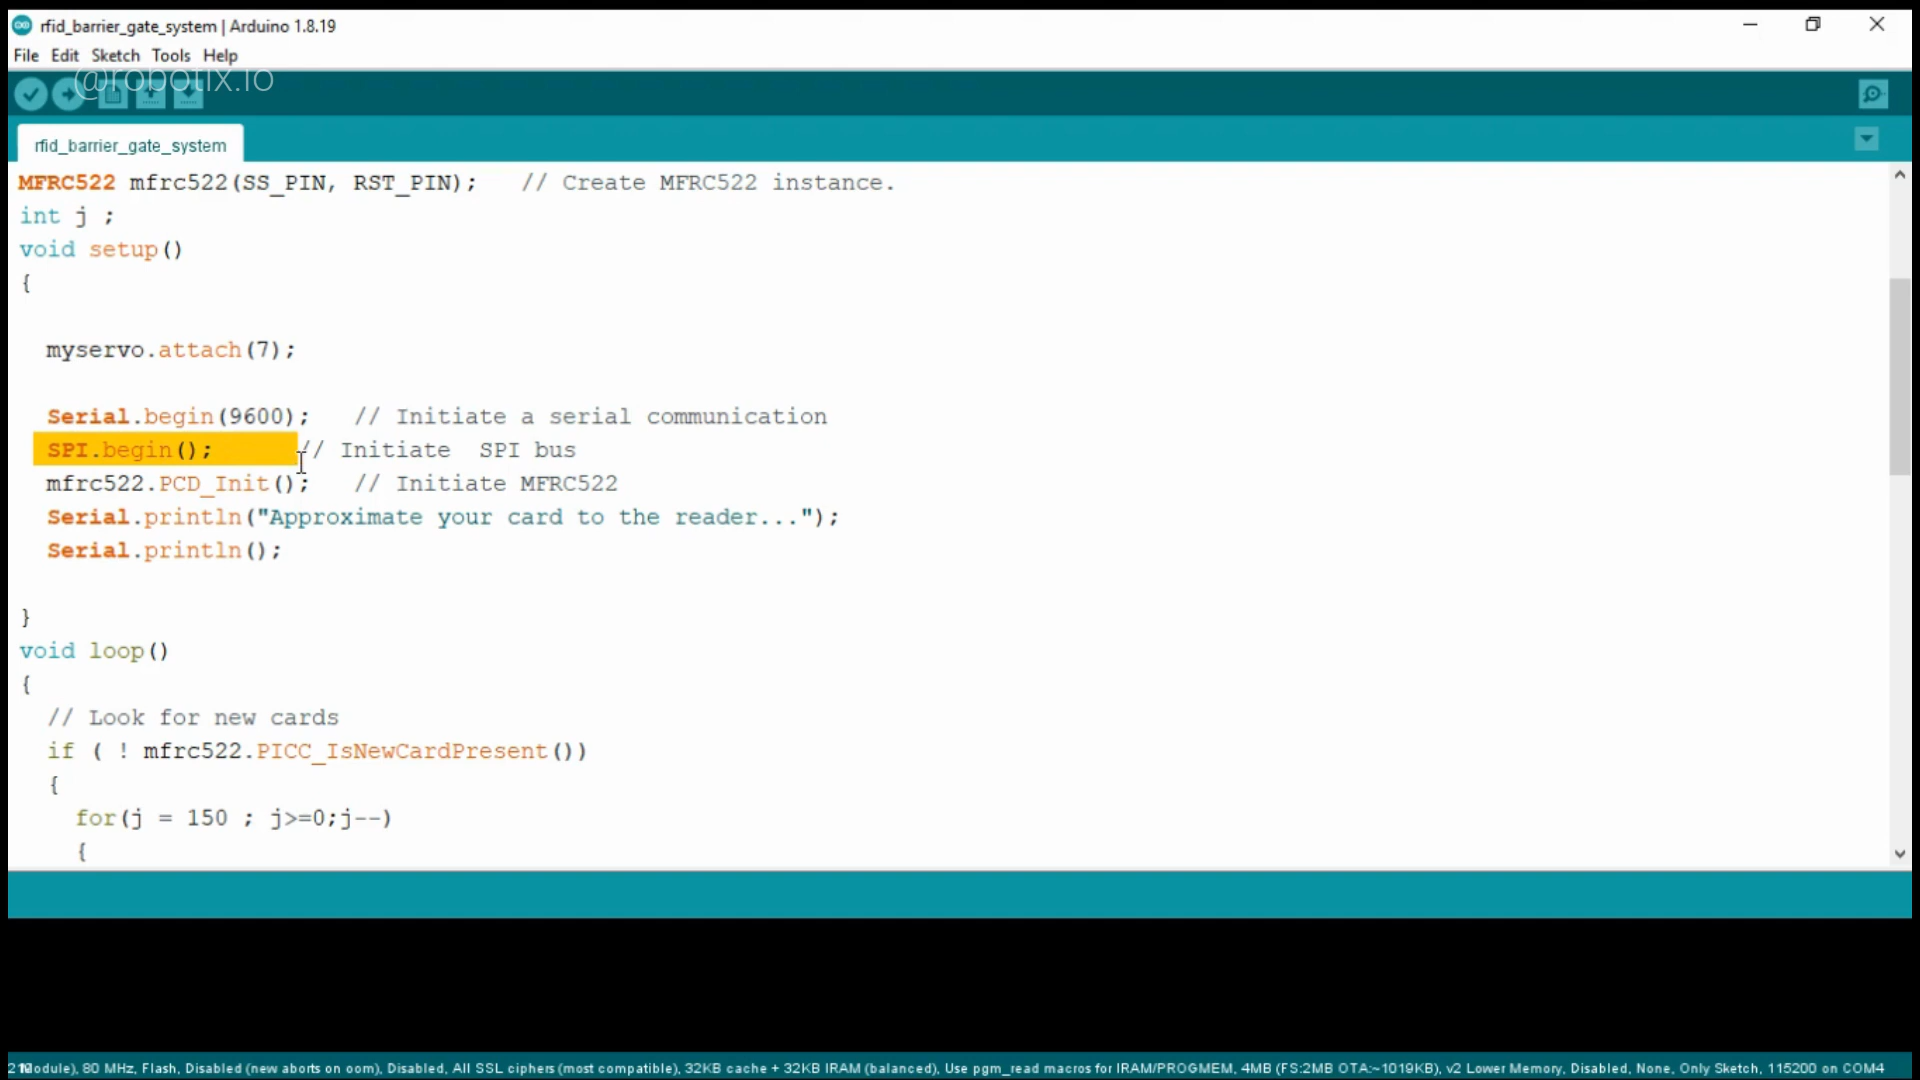 rfid_barrier_gate_system | Arduino 1.8.19
File Edit Sketch Tools Help
@robotix.io
rfid_barrier_gate_system
MFRC522 mfrc522(SS_PIN, RST_PIN);   // Create MFRC522 instance.
int j ;
void setup()
{
myservo.attach(7);
Serial.begin(9600);   // Initiate a serial communication
SPI.begin();      // Initiate  SPI bus
mfrc522.PCD_Init();   // Initiate MFRC522
Serial.println("Approximate your card to the reader...");
Serial.println();
}
void loop()
{
// Look for new cards
if ( ! mfrc522.PICC_IsNewCardPresent())
{
for(j = 150 ; j>=0;j--)
{
80 MHz, Flash, Disabled (new aborts on oom), Disabled, All SSL ciphers (most compatible), 32KB cache + 32KB IRAM (balanced), Use pgm_read macros for IRAM/PROGMEM, 4MB (FS:2MB OTA:~1019KB), v2 Lower Memory, Disabled, None, Only Sketch, 115200 on COM4